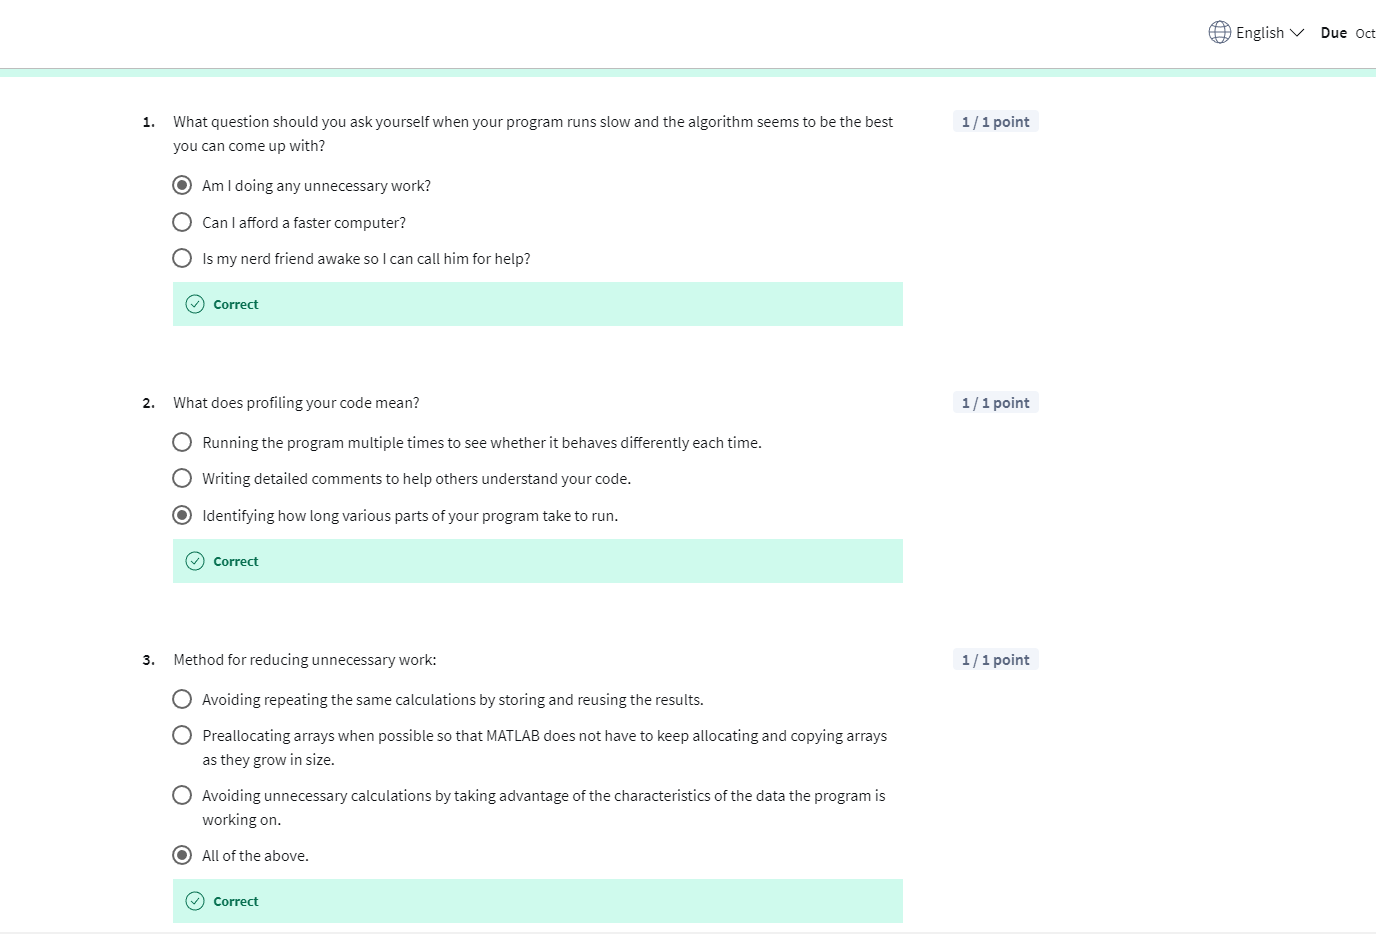 English Due Oct
1. What question should you ask yourself when your program runs slow and the algorithm seems to be the best 1 / 1 point
you can come up with?
Am I doing any unnecessary work?
Can I afford a faster computer?
Is my nerd friend awake so I can call him for help?
Correct
2. What does profiling your code mean? 1 / 1 point
Running the program multiple times to see whether it behaves differently each time.
Writing detailed comments to help others understand your code.
Identifying how long various parts of your program take to run.
Correct
3. Method for reducing unnecessary work: 1 / 1 point
Avoiding repeating the same calculations by storing and reusing the results.
Preallocating arrays when possible so that MATLAB does not have to keep allocating and copying arrays
as they grow in size.
Avoiding unnecessary calculations by taking advantage of the characteristics of the data the program is
working on.
All of the above.
Correct